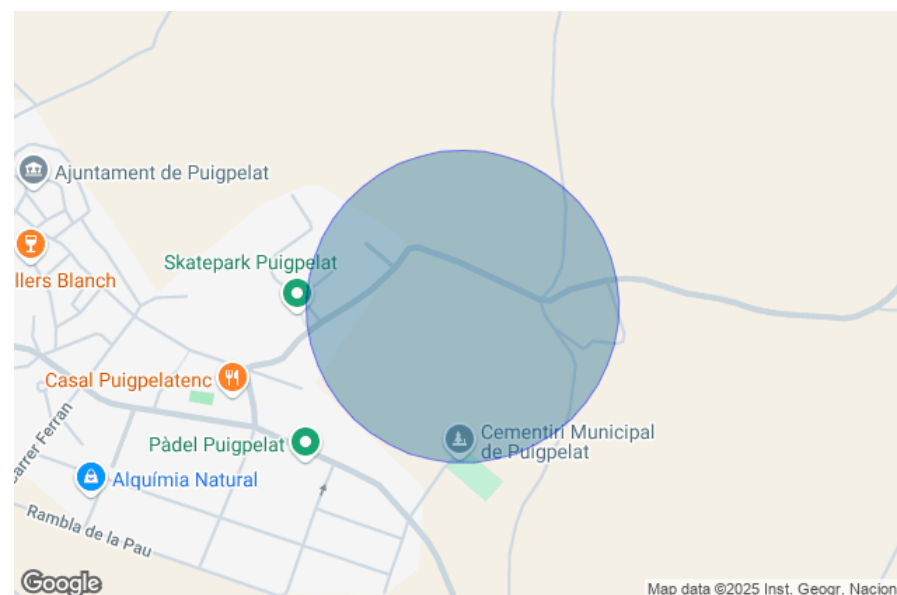 Ajuntament de Puigpelat
Skatepark Puigpelat
llers Blanch
Casal Puigpelatenc
Cementiri Municipal
de Puigpelat
Pàdel Puigpelat
Carrer Ferran
Alquímia Natural
Rambla de la Pau
Google
Map data ©2025 Inst. Geogr. Nacion